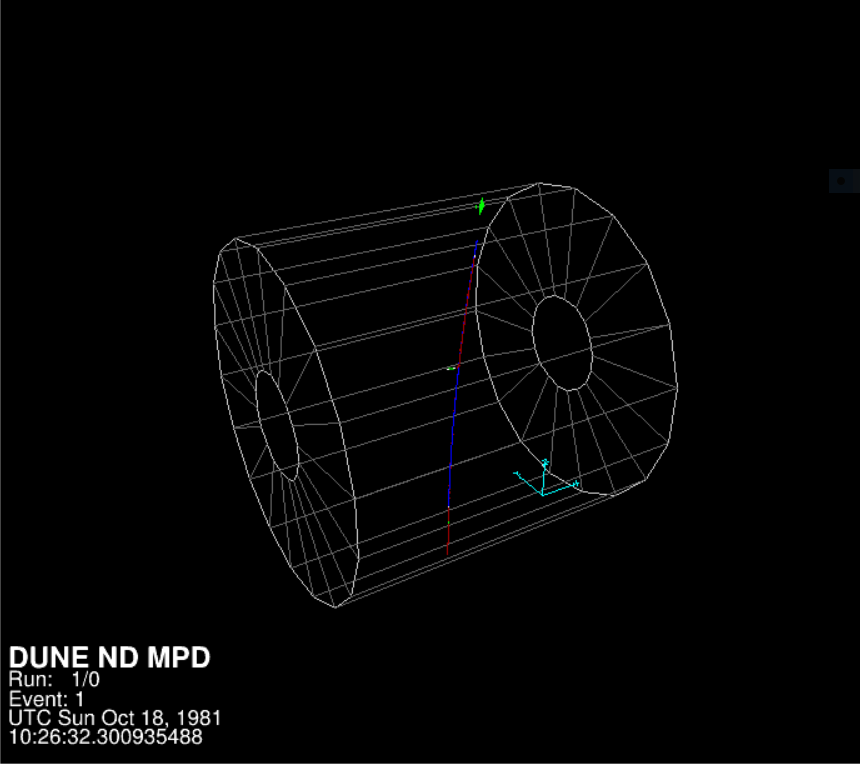 DUNE ND MPD
Run: 1/0
Event: 1
UTC Sun Oct 18, 1981
10:26:32.300935488